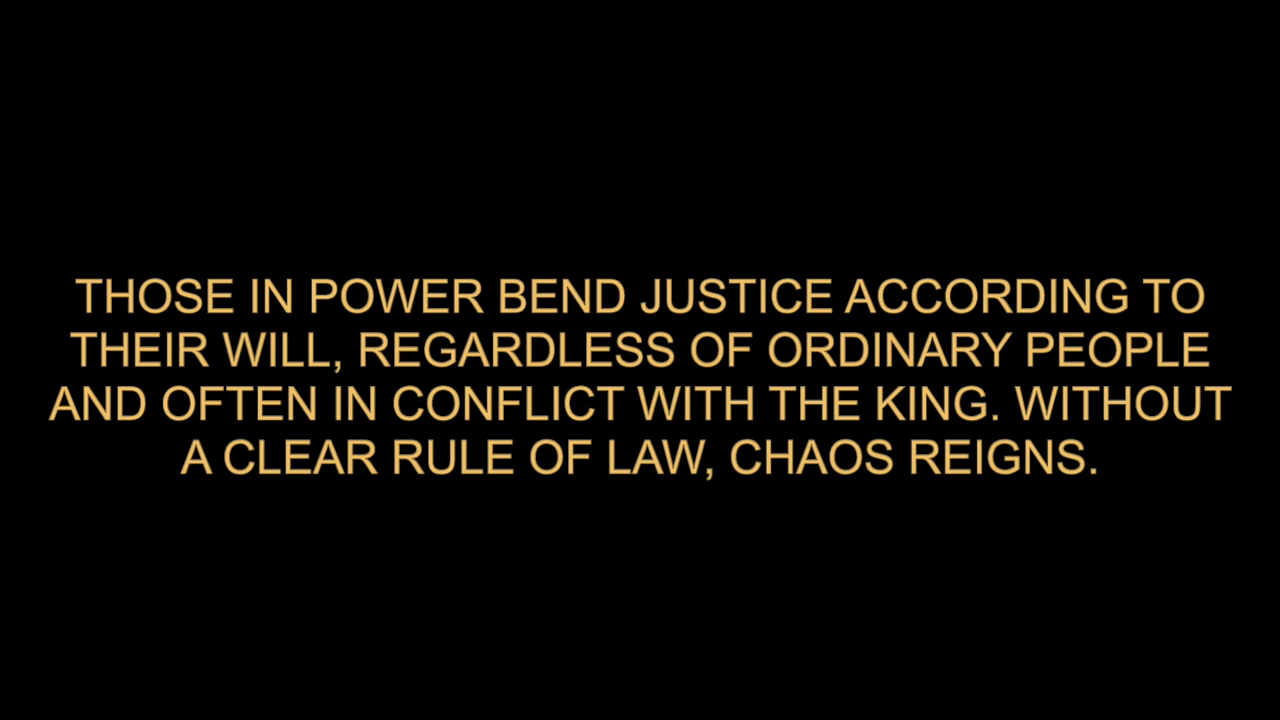 THOSE IN POWER BEND JUSTICE ACCORDING TO
THEIR WILL, REGARDLESS OF ORDINARY PEOPLE
AND OFTEN IN CONFLICT WITH THE KING. WITHOUT
A CLEAR RULE OF LAW, CHAOS REIGNS.